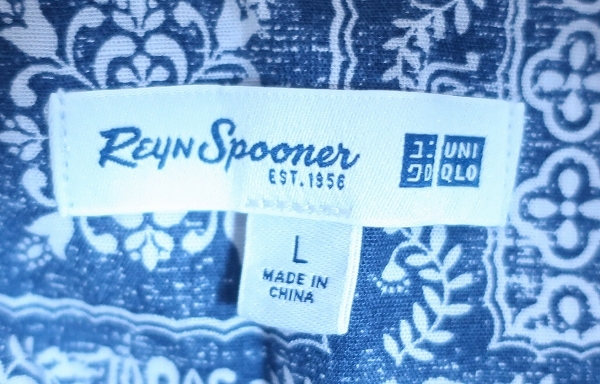 Reyn Spooner
EST. 1956
ユニ
クロ
UNI
QLO
L
MADE IN
CHINA